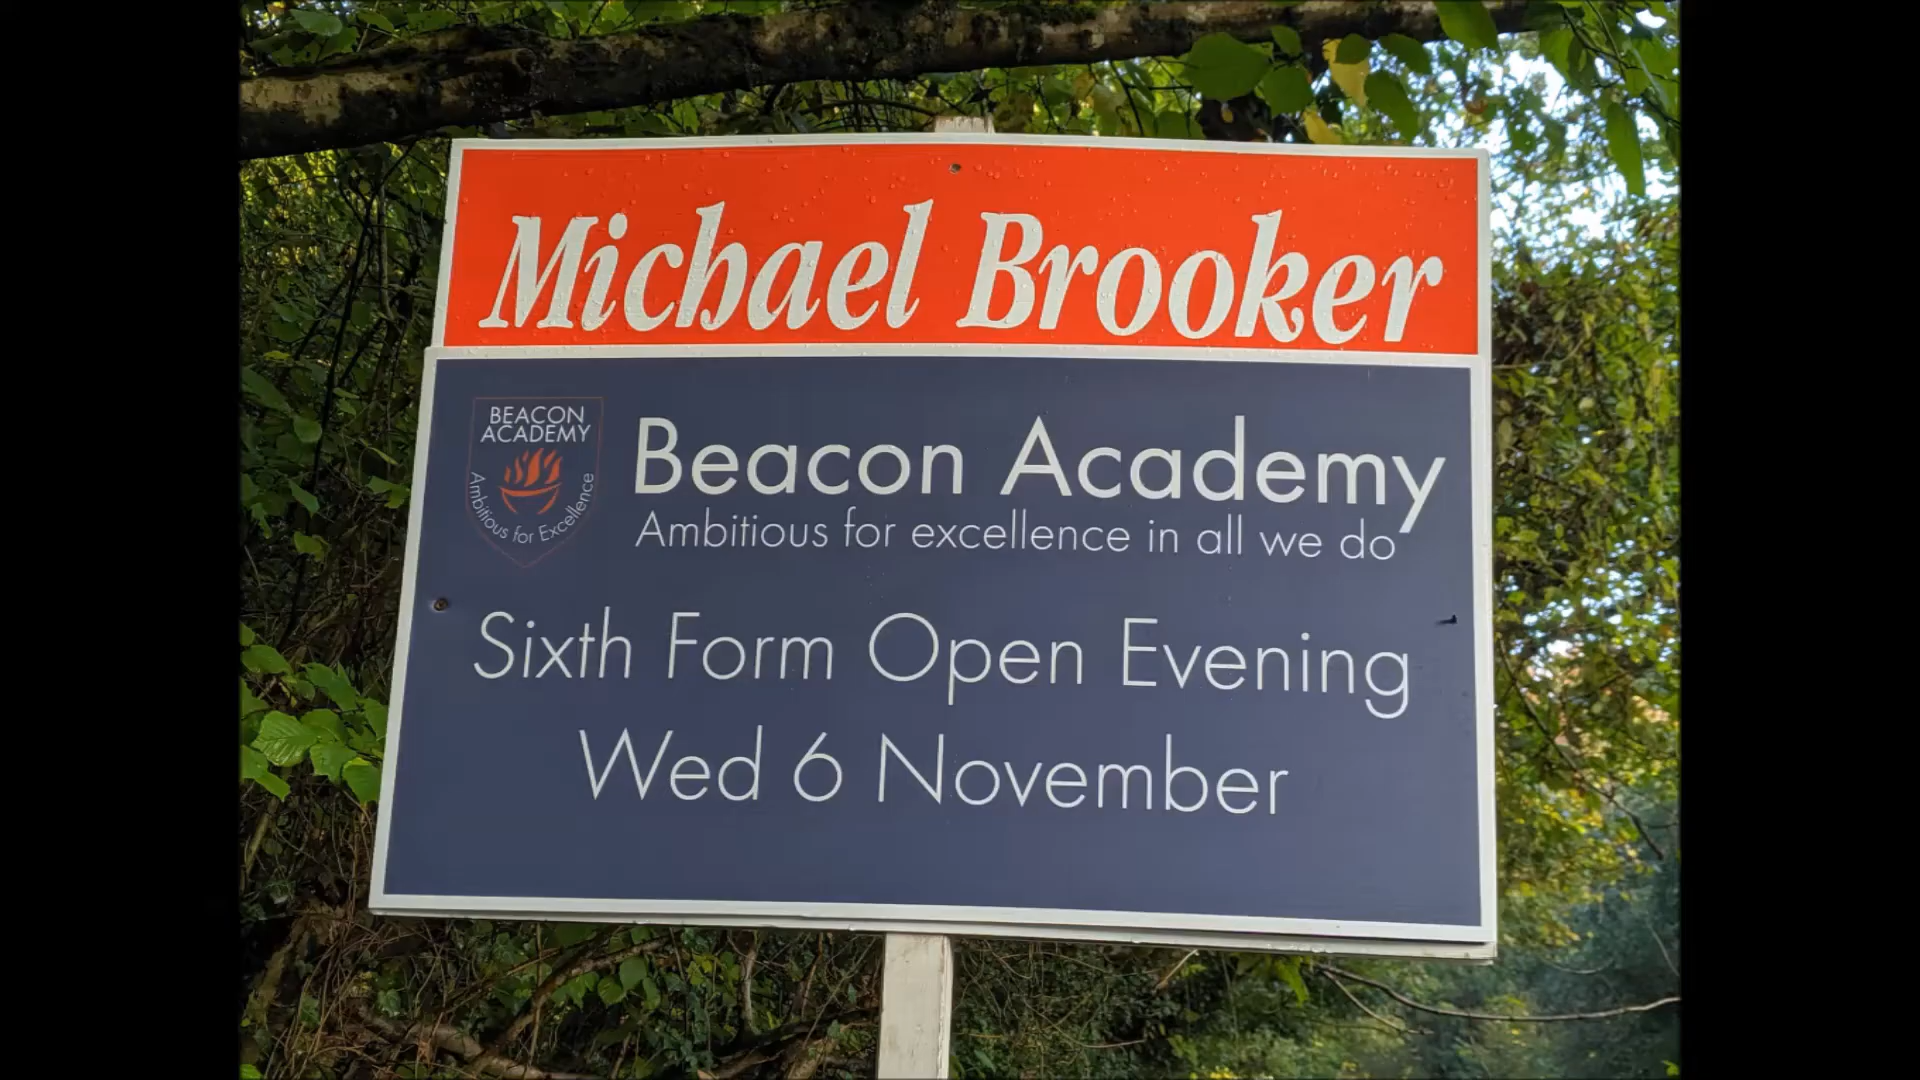 Michael Brooker
BEACON
ACADEMY
Ambitious for Excellence
Beacon Academy
Ambitious for excellence in all we do
Sixth Form Open Evening
Wed 6 November